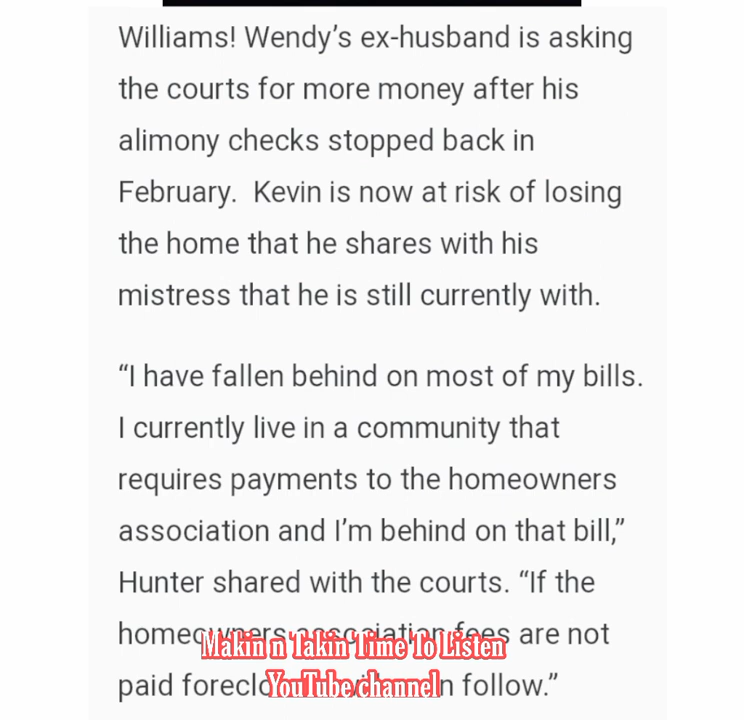 Williams! Wendy’s ex-husband is asking
the courts for more money after his
alimony checks stopped back in
February.  Kevin is now at risk of losing
the home that he shares with his
mistress that he is still currently with.
“I have fallen behind on most of my bills.
I currently live in a community that
requires payments to the homeowners
association and I’m behind on that bill,”
Hunter shared with the courts. “If the
homeowners association fees are not
Makin n Takin Time To Listen
paid follow.”
YouTube channel